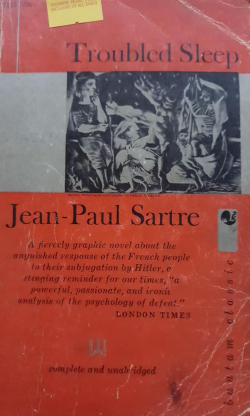 Troubled Sleep
Jean-Paul Sartre
A fiercely graphic novel about the
anguished response of the French people
to their subjugation by Hitler, a
stinging reminder for our times, "a
powerful, passionate, and ironic
analysis of the psychology of defeat."
LONDON TIMES
complete and unabridged
bantam classic